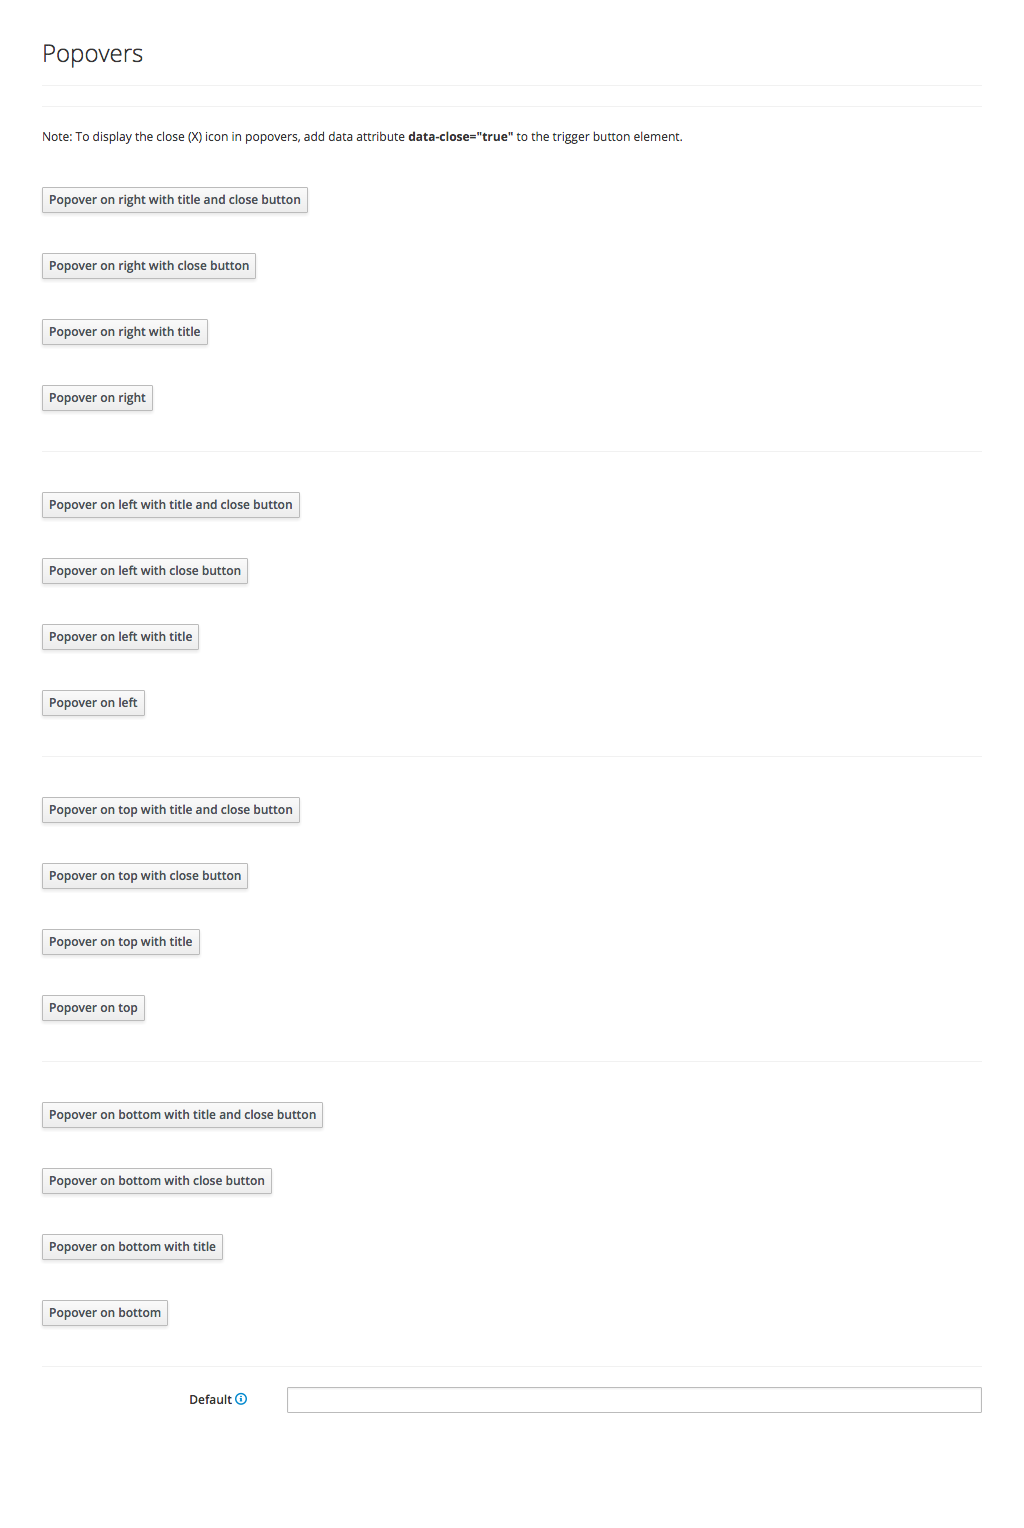 Popovers
Note: To display the close (X) icon in popovers, add data attribute data-close="true" to the trigger button element.
Popover on right with title and close button
Popover on right with close button
Popover on right with title
Popover on right
Popover on left with title and close button
Popover on left with close button
Popover on left with title
Popover on left
Popover on top with title and close button
Popover on top with close button
Popover on top with title
Popover on top
Popover on bottom with title and close button
Popover on bottom with close button
Popover on bottom with title
Popover on bottom
Default